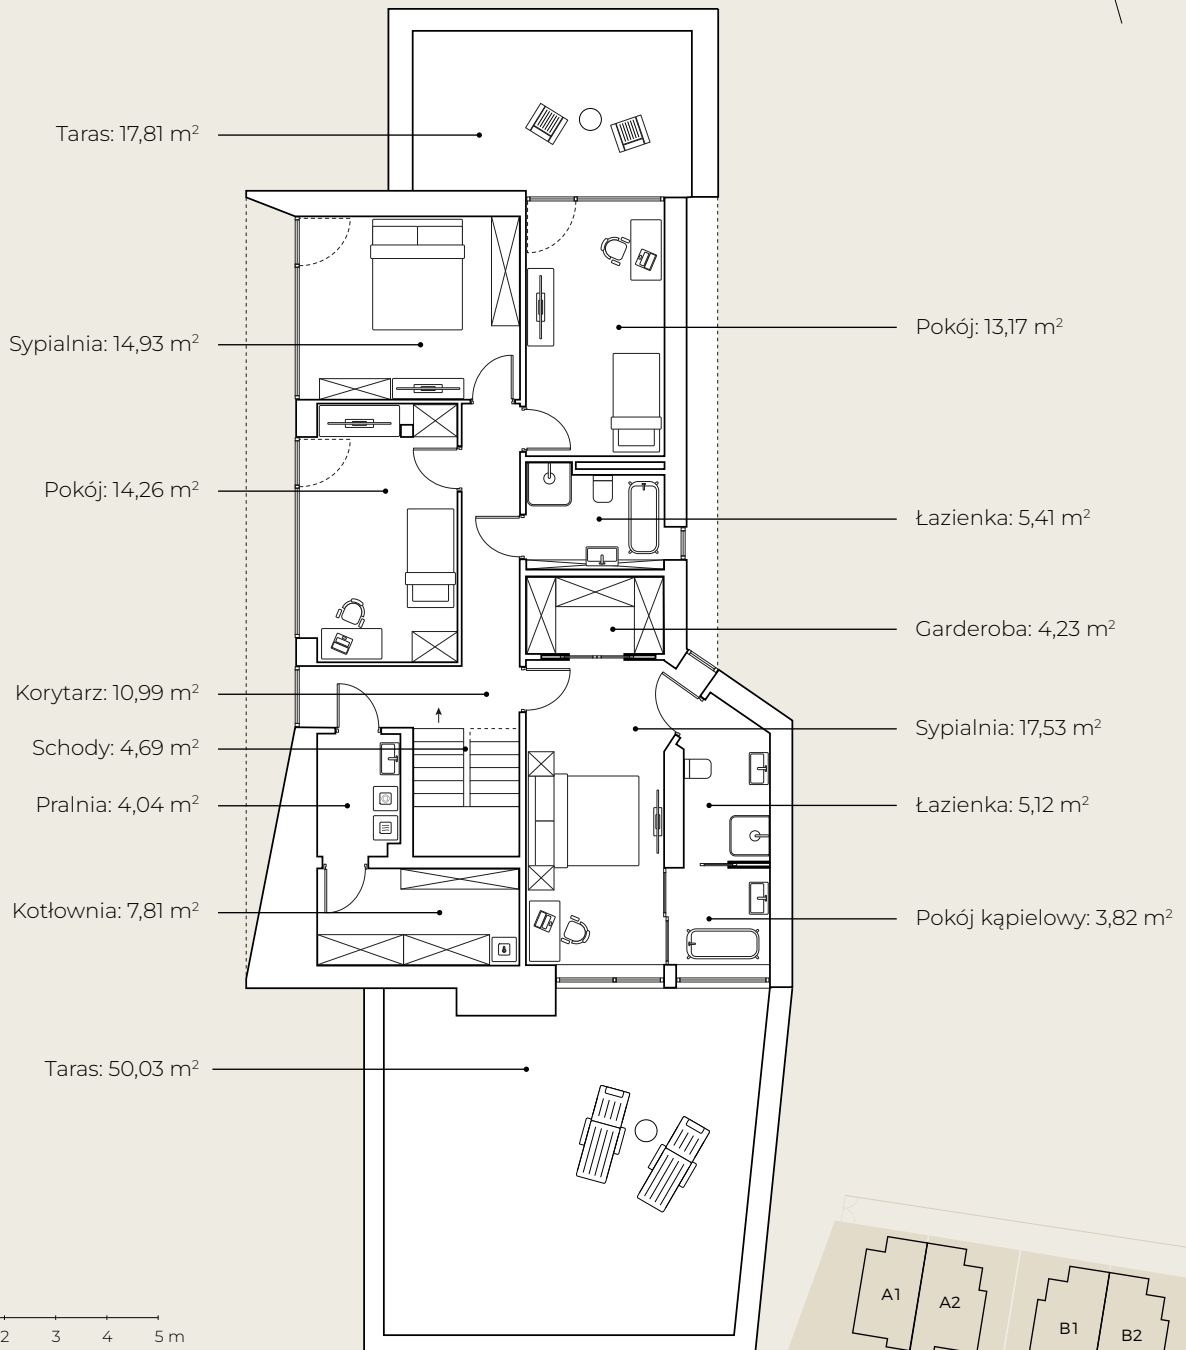 Taras: 17,81 m²
Sypialnia: 14,93 m²
Pokój: 13,17 m²
Pokój: 14,26 m²
Łazienka: 5,41 m²
Garderoba: 4,23 m²
Korytarz: 10,99 m²
Sypialnia: 17,53 m²
Schody: 4,69 m²
Pralnia: 4,04 m²
Łazienka: 5,12 m²
Kotłownia: 7,81 m²
Pokój kąpielowy: 3,82 m²
Taras: 50,03 m²
A1
A2
B1
B2
2 3 4 5 m